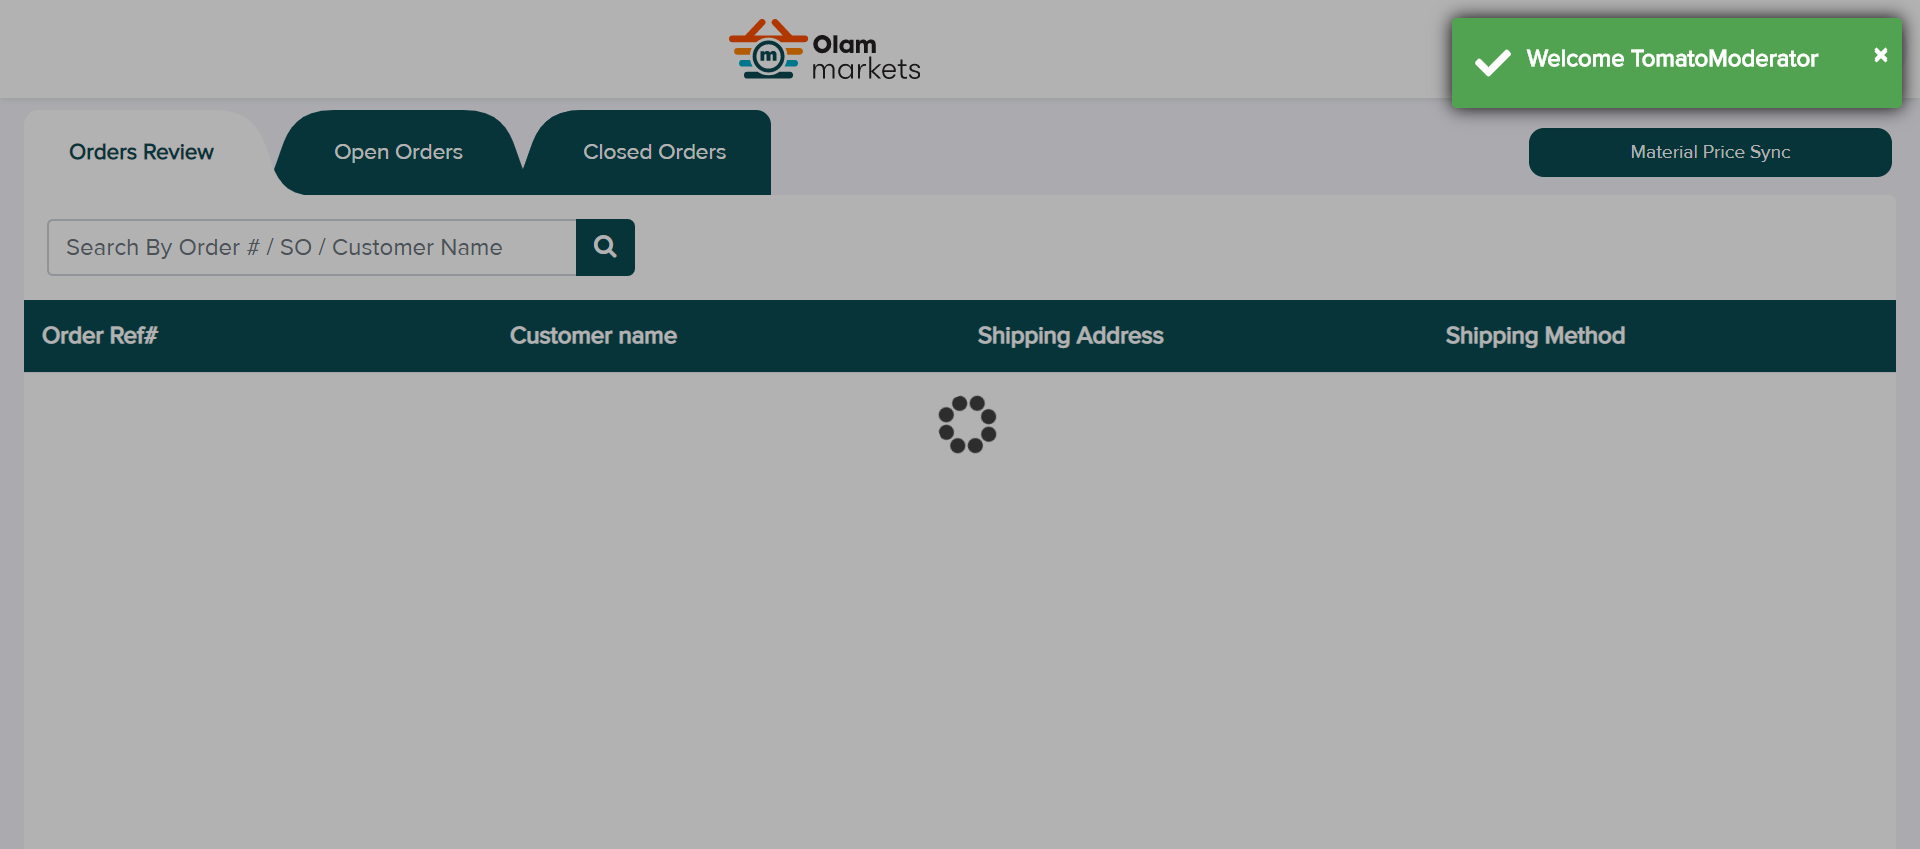 m
Olam
markets
Welcome TomatoModerator
×
Orders Review
Open Orders
Closed Orders
Material Price Sync
Search By Order # / SO / Customer Name
Order Ref#
Customer name
Shipping Address
Shipping Method